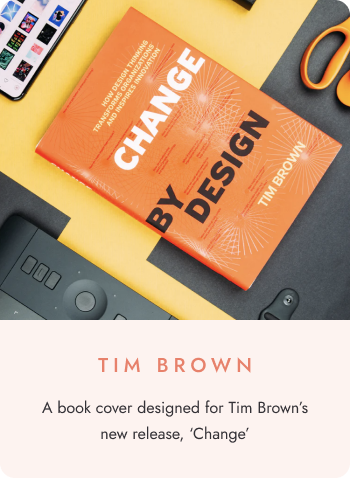 HOW DESIGN THINKING
TRANSFORMS ORGANIZATIONS
AND INSPIRES INNOVATION
CHANGE
BY
DESIGN
TIM BROWN
TIM BROWN
A book cover designed for Tim Brown's
new release, ‘Change’